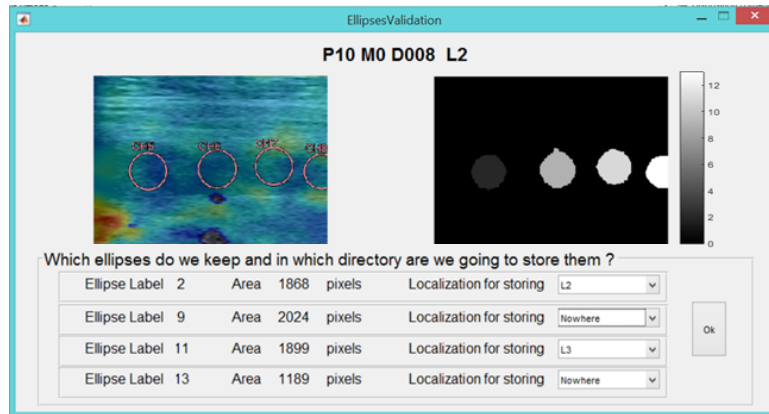 EllipsesValidation
P10 M0 D008 L2
12
10
8
6
4
2
0
Which ellipses do we keep and in which directory are we going to store them ?
Ellipse Label 2 Area 1868 pixels Localization for storing L2
Ellipse Label 9 Area 2024 pixels Localization for storing Nowhere
Ok
Ellipse Label 11 Area 1899 pixels Localization for storing L3
Ellipse Label 13 Area 1189 pixels Localization for storing Nowhere